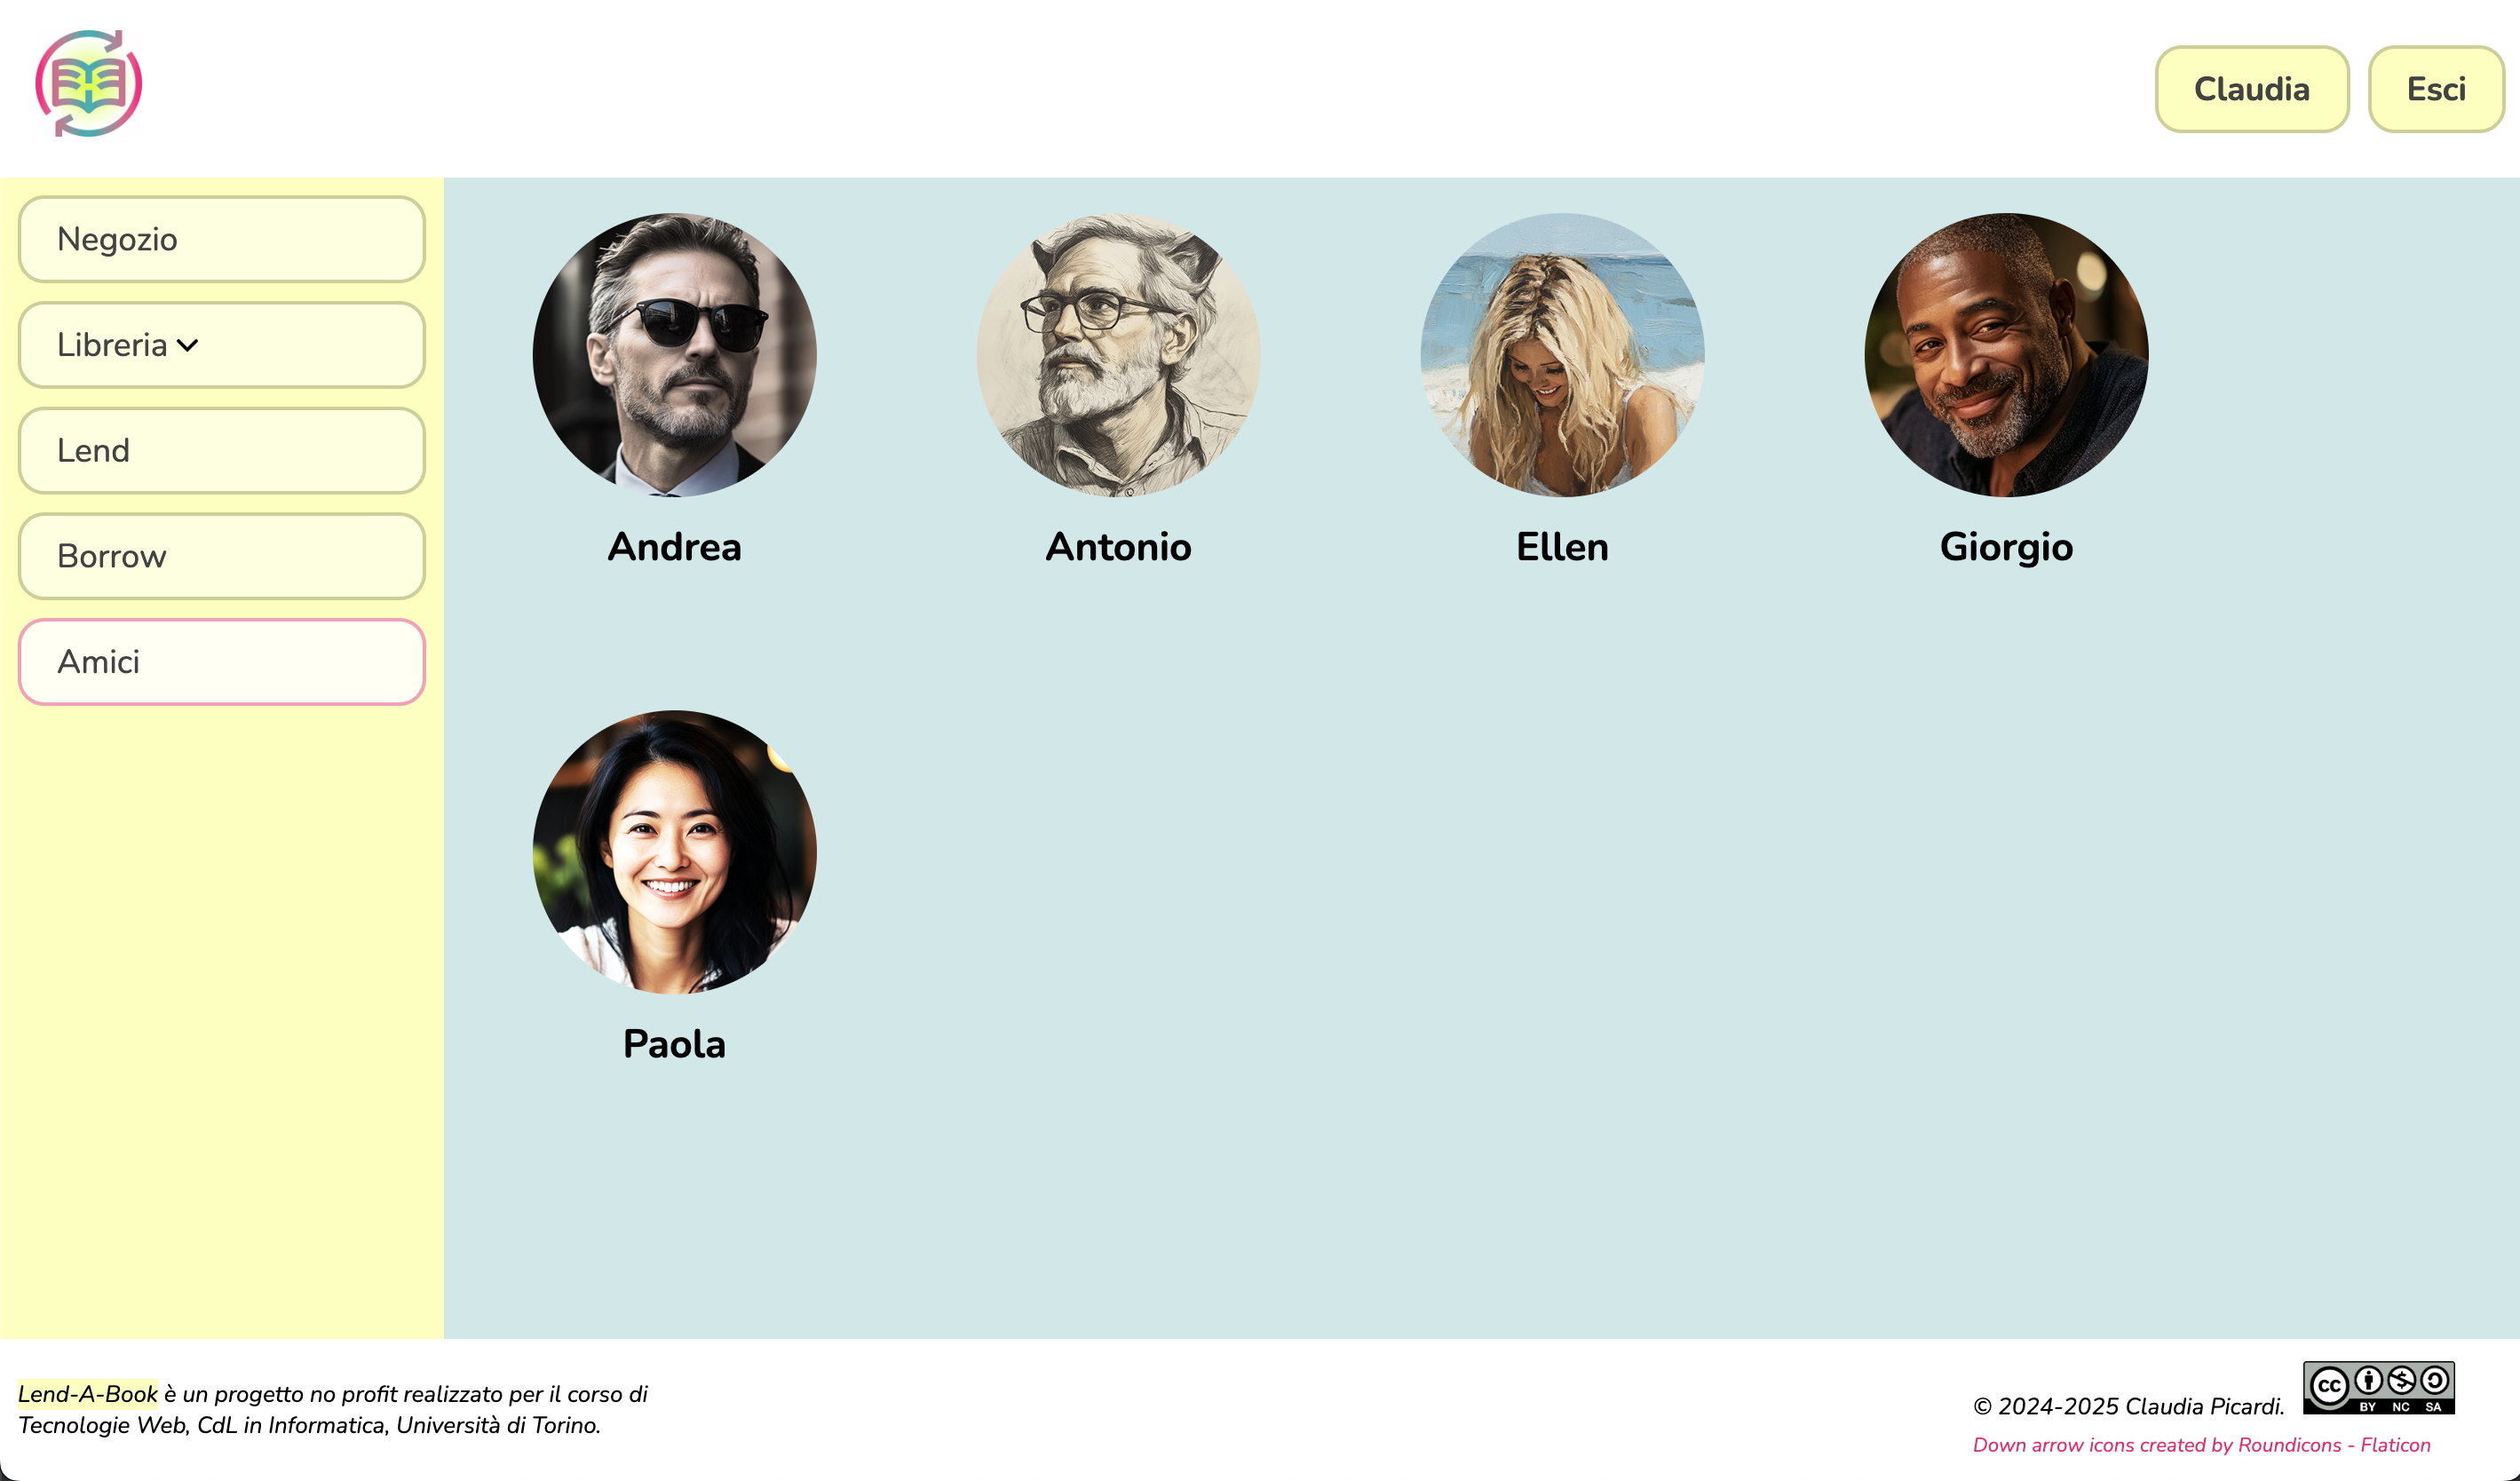 Claudia
Esci
Negozio
Libreria
Lend
Borrow
Amici
Andrea
Antonio
Ellen
Giorgio
Paola
Lend-A-Book è un progetto no profit realizzato per il corso di
Tecnologie Web, CdL in Informatica, Università di Torino.
© 2024-2025 Claudia Picardi.
CC BY NC SA
Down arrow icons created by Roundicons - Flaticon